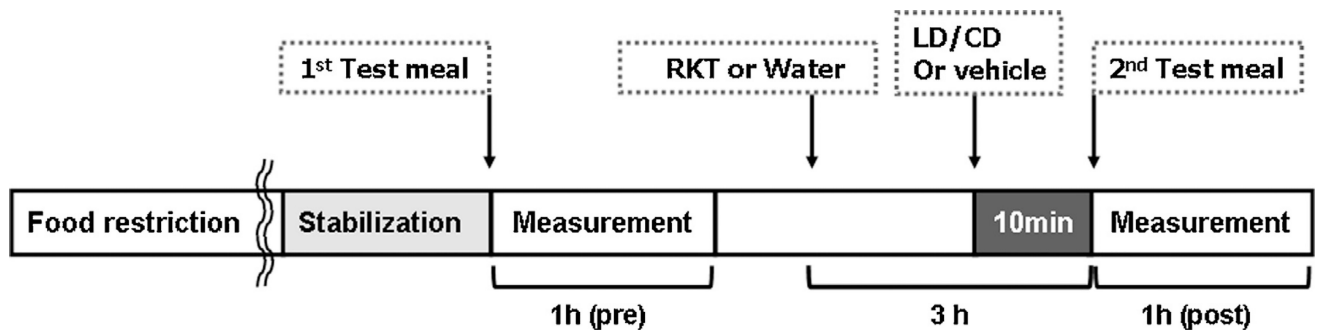 1st Test meal
RKT or Water
LD/CD
Or vehicle
2nd Test meal
Food restriction
Stabilization
Measurement
10min
Measurement
1h (pre)
3 h
1h (post)